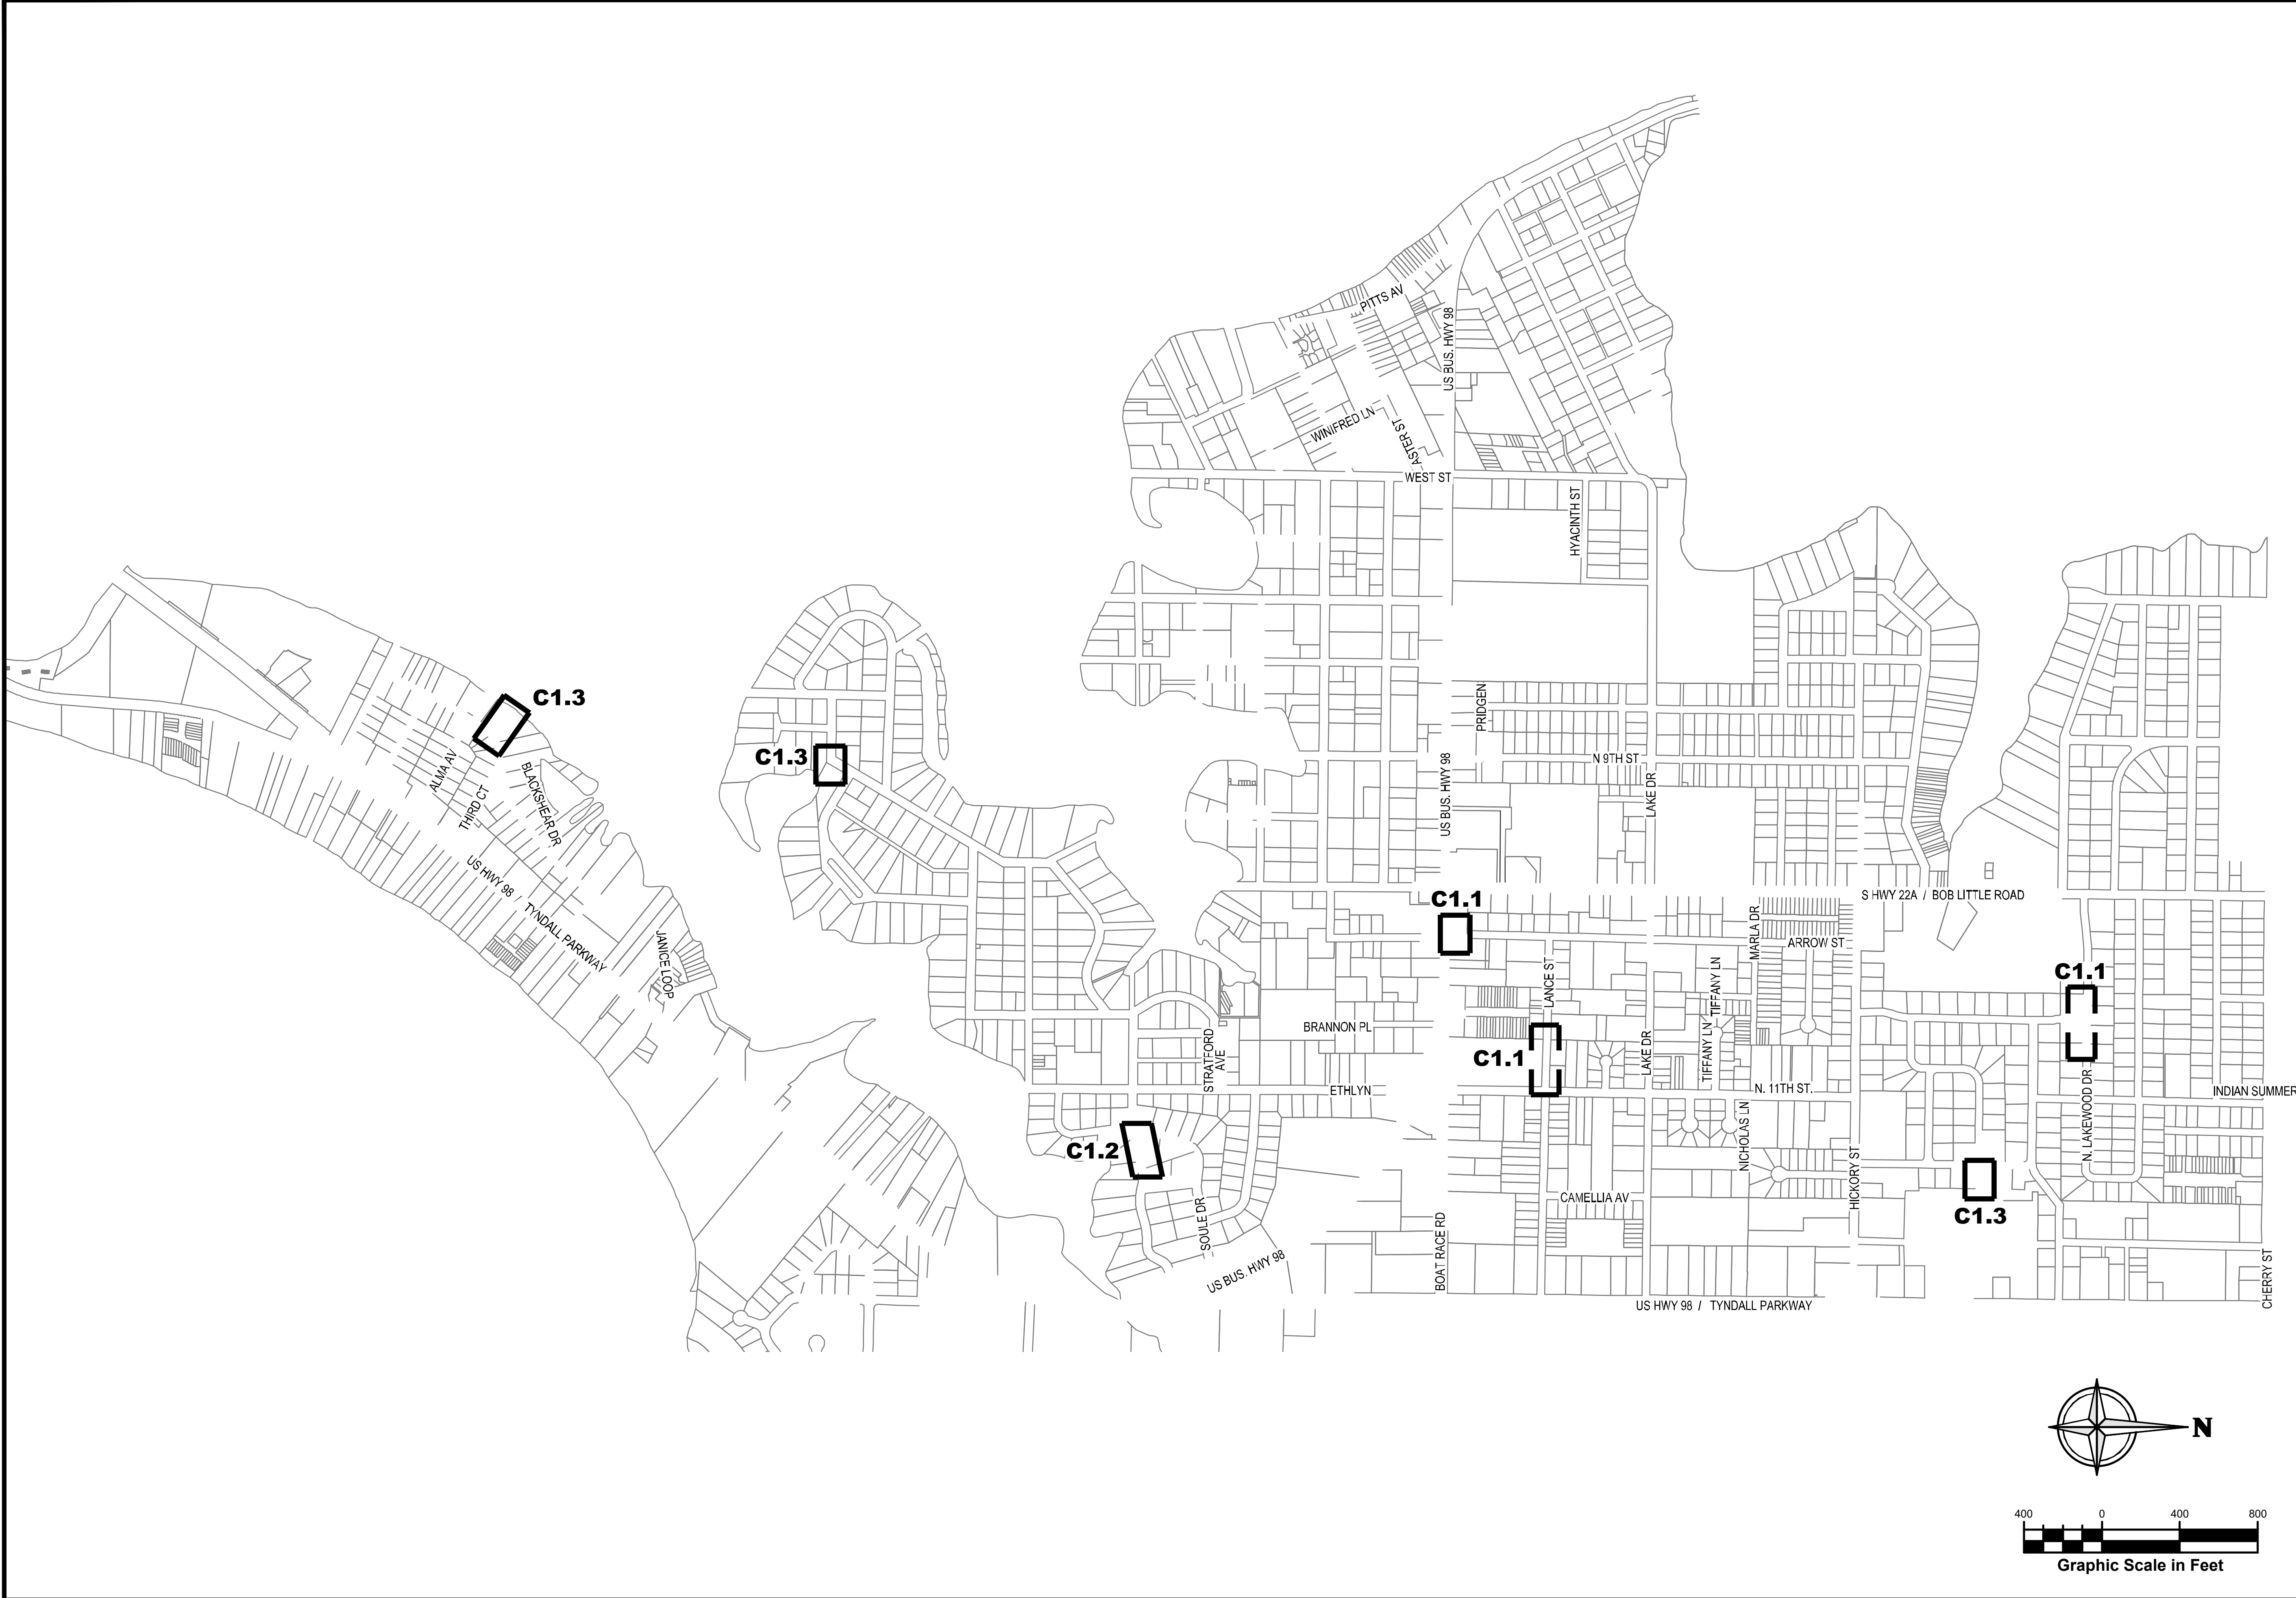 PITTS AV
US BUS. HWY 98
WINIFRED LN
ASTER ST
WEST ST
HYACINTH ST
C1.3
C1.3
PRIDGEN
N 9TH ST
US BUS. HWY 98
LAKE DR
ALMA AV
THIRD CT
BLACKSHEAR DR
US HWY 98 / TYNDALL PARKWAY
JANICE LOOP
C1.1
S HWY 22A / BOB LITTLE ROAD
MARLA DR
ARROW ST
LANCE ST
TIFFANY LN
C1.1
BRANNON PL
STRATFORD
AVE
C1.1
LAKE DR
TIFFANY LN
ETHLYN
N. 11TH ST.
INDIAN SUMMER
N. LAKEWOOD DR
C1.2
NICHOLAS LN
HICKORY ST
CAMELLIA AV
C1.3
SOULE DR
BOAT RACE RD
US BUS. HWY 98
US HWY 98 / TYNDALL PARKWAY
CHERRY ST
N
400 0 400 800
Graphic Scale in Feet